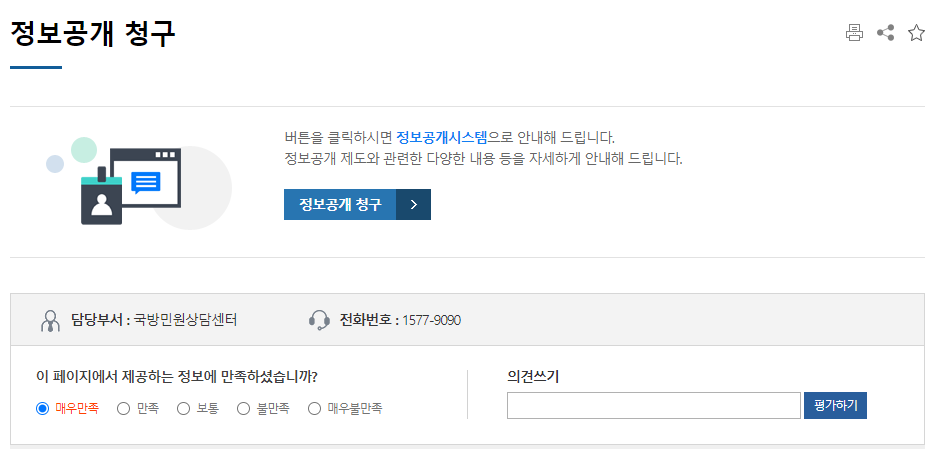 정보공개 청구
버튼을 클릭하시면 정보공개시스템으로 안내해 드립니다.
정보공개 제도와 관련한 다양한 내용 등을 자세하게 안내해 드립니다.
정보공개 청구
담당부서 : 국방민원상담센터 전화번호 : 1577-9090
이 페이지에서 제공하는 정보에 만족하셨습니까?
매우만족 만족 보통 불만족 매우불만족
의견쓰기
평가하기